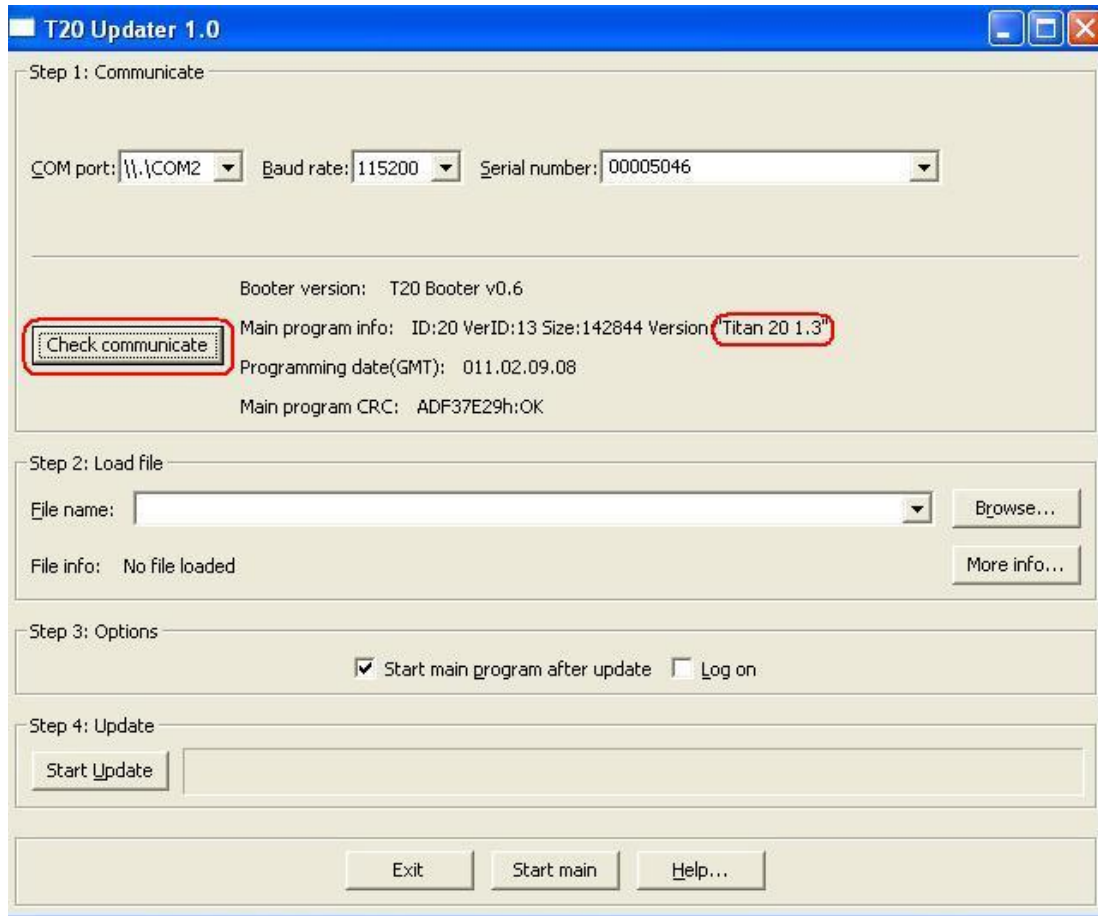 T20 Updater 1.0
Step 1: Communicate
COM port: \\.\COM2 Baud rate: 115200 Serial number: 00005046
Booter version: T20 Booter v0.6
Main program info: ID:20 VerID:13 Size:142844 Version:"Titan 20 1.3"
Check communicate
Programming date(GMT): 011.02.09.08
Main program CRC: ADF37E29h:OK
Step 2: Load file
File name: Browse...
File info: No file loaded More info...
Step 3: Options
Start main program after update Log on
Step 4: Update
Start Update
Exit Start main Help...